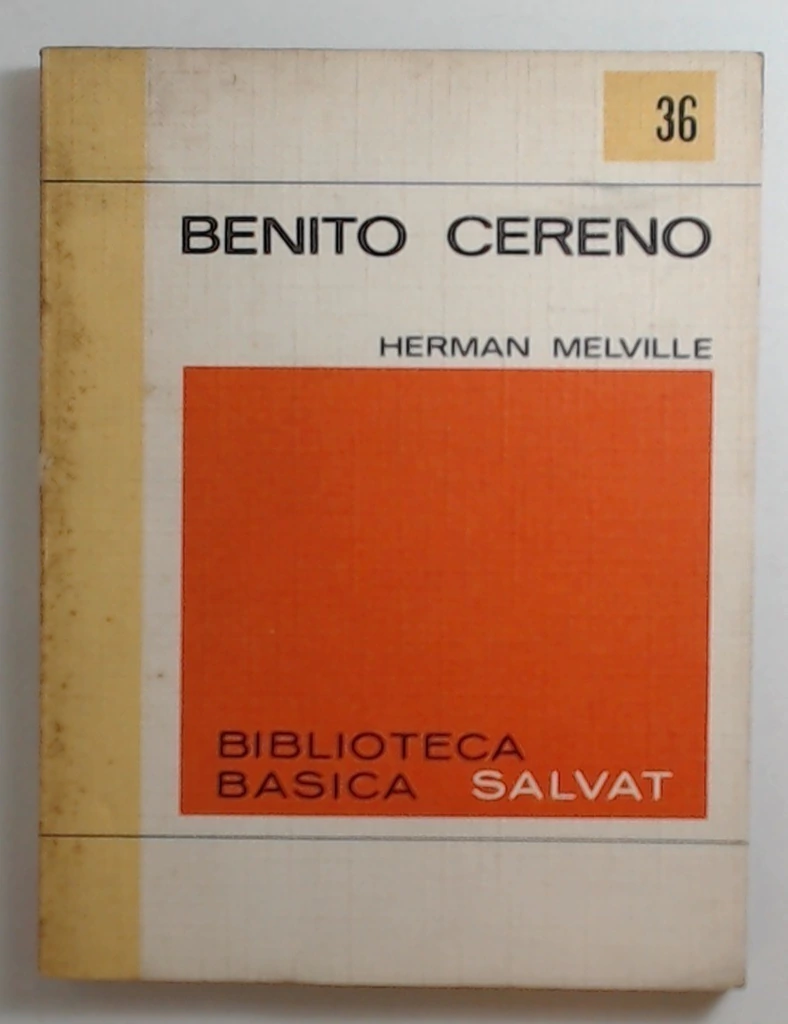 36
BENITO CERENO
HERMAN MELVILLE
BIBLIOTECA
BASICA SALVAT